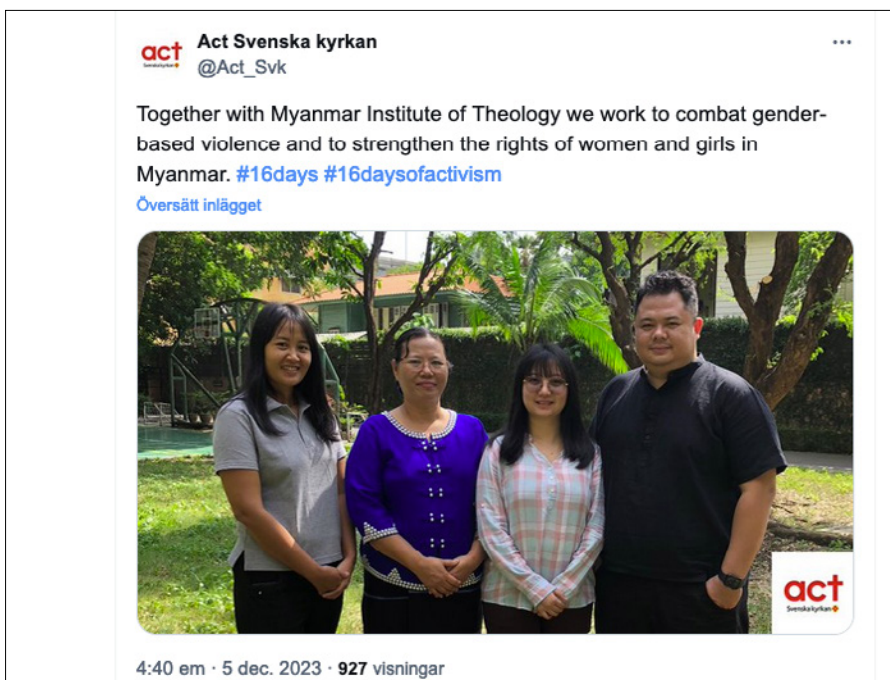 act
Svenska kyrkan
Act Svenska kyrkan
@Act_Svk
Together with Myanmar Institute of Theology we work to combat gender-
based violence and to strengthen the rights of women and girls in
Myanmar. #16days #16daysofactivism
Översätt inlägget
act
Svenska kyrkan
4:40 em · 5 dec. 2023 · 927 visningar